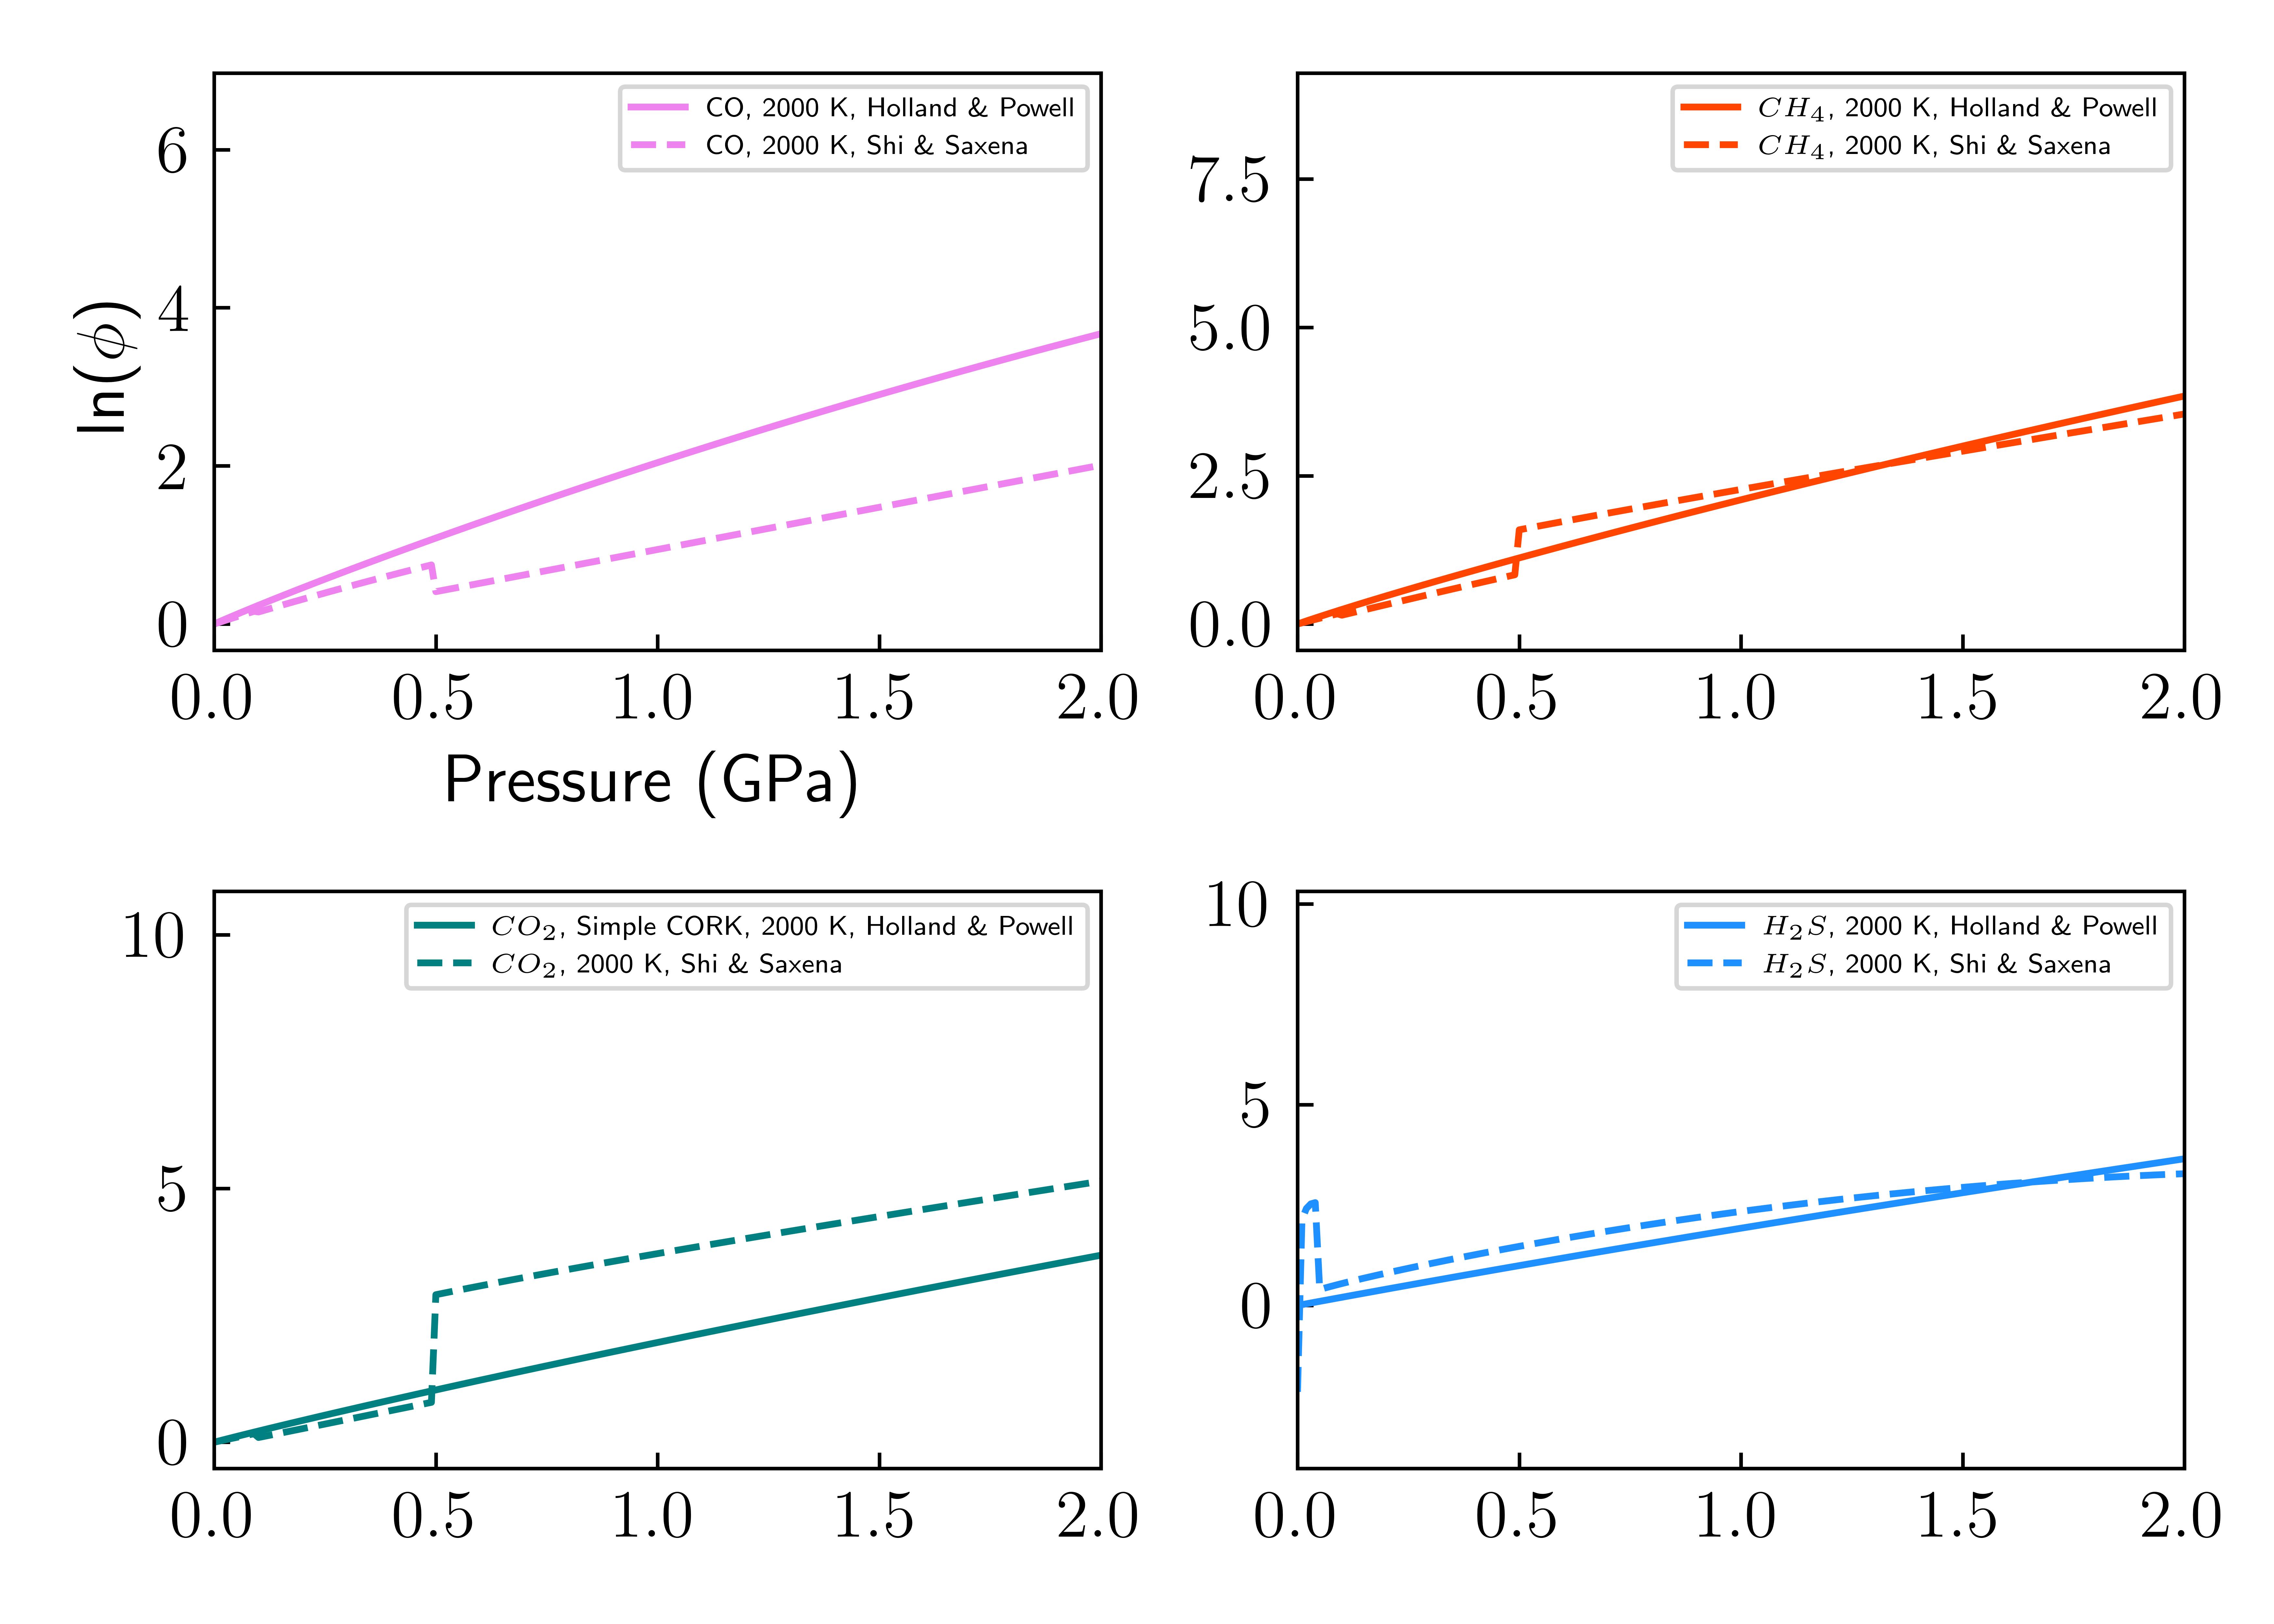 CO, 2000 K, Holland & Powell
CO, 2000 K, Shi & Saxena
6
4
2
0
ln(ϕ)
0.0 0.5 1.0 1.5 2.0
Pressure (GPa)
CH₄, 2000 K, Holland & Powell
CH₄, 2000 K, Shi & Saxena
7.5
5.0
2.5
0.0
0.0 0.5 1.0 1.5 2.0
CO₂, Simple CORK, 2000 K, Holland & Powell
CO₂, 2000 K, Shi & Saxena
10
5
0
0.0 0.5 1.0 1.5 2.0
H₂S, 2000 K, Holland & Powell
H₂S, 2000 K, Shi & Saxena
10
5
0
0.0 0.5 1.0 1.5 2.0